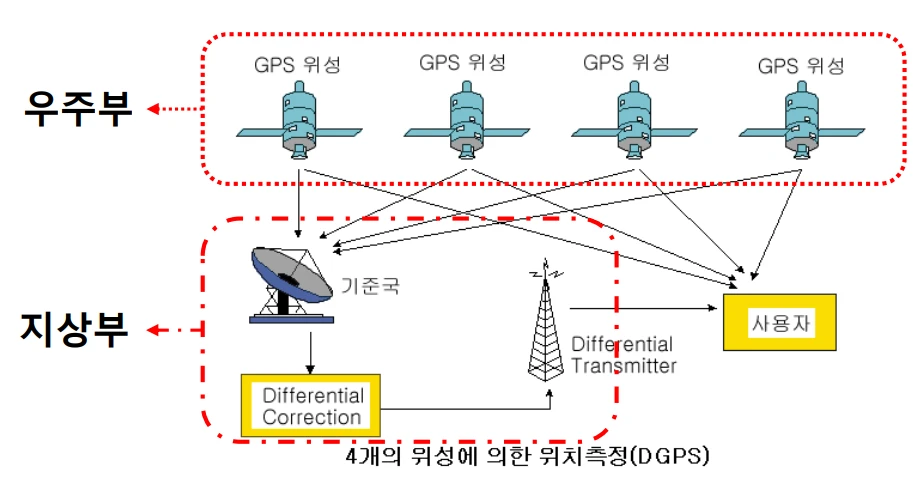 GPS 위성
GPS 위성
GPS 위성
GPS 위성
우주부
기준국
지상부
사용자
Differential
Transmitter
Differential
Correction
4개의 위성에 의한 위치측정(DGPS)